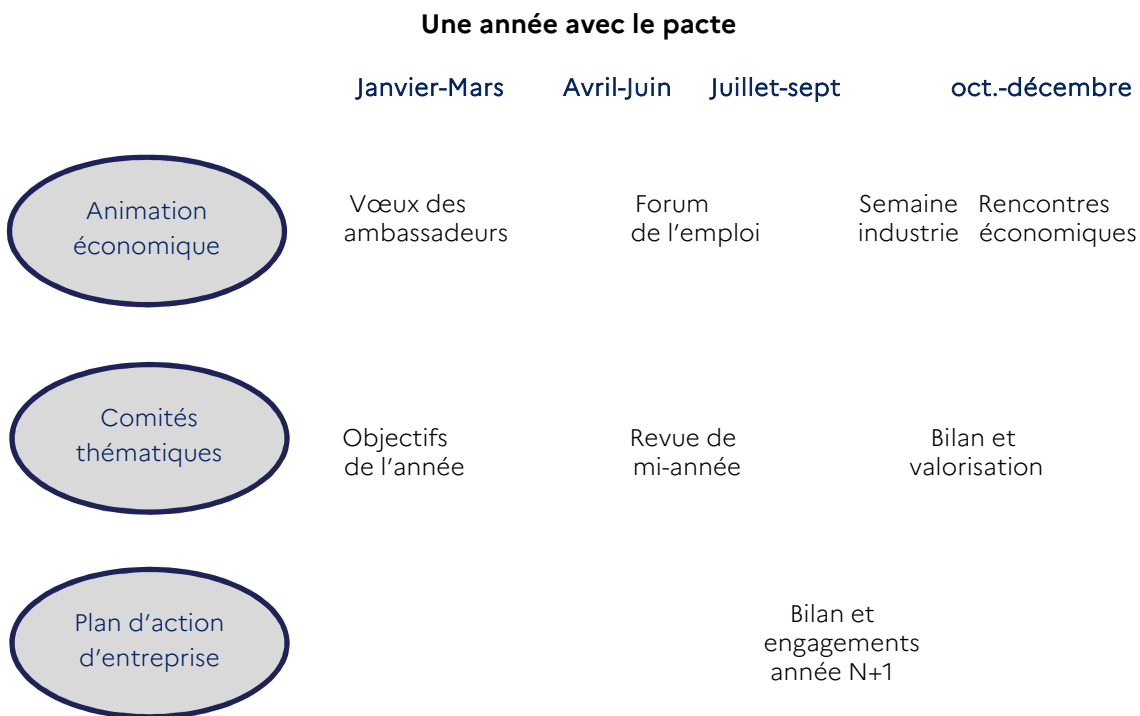 Une année avec le pacte
Janvier-Mars Avril-Juin Juillet-sept oct.-décembre
Animation
économique
Vœux des
ambassadeurs
Forum
de l’emploi
Semaine
industrie
Rencontres
économiques
Comités
thématiques
Objectifs
de l’année
Revue de
mi-année
Bilan et
valorisation
Plan d’action
d’entreprise
Bilan et
engagements
année N+1